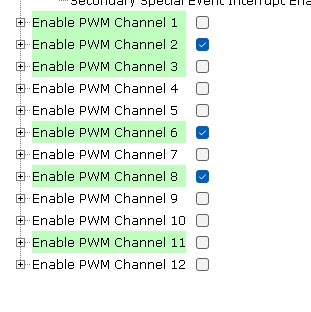 Secondary Special Event Interrupt Ena
Enable PWM Channel 1
Enable PWM Channel 2
Enable PWM Channel 3
Enable PWM Channel 4
Enable PWM Channel 5
Enable PWM Channel 6
Enable PWM Channel 7
Enable PWM Channel 8
Enable PWM Channel 9
Enable PWM Channel 10
Enable PWM Channel 11
Enable PWM Channel 12